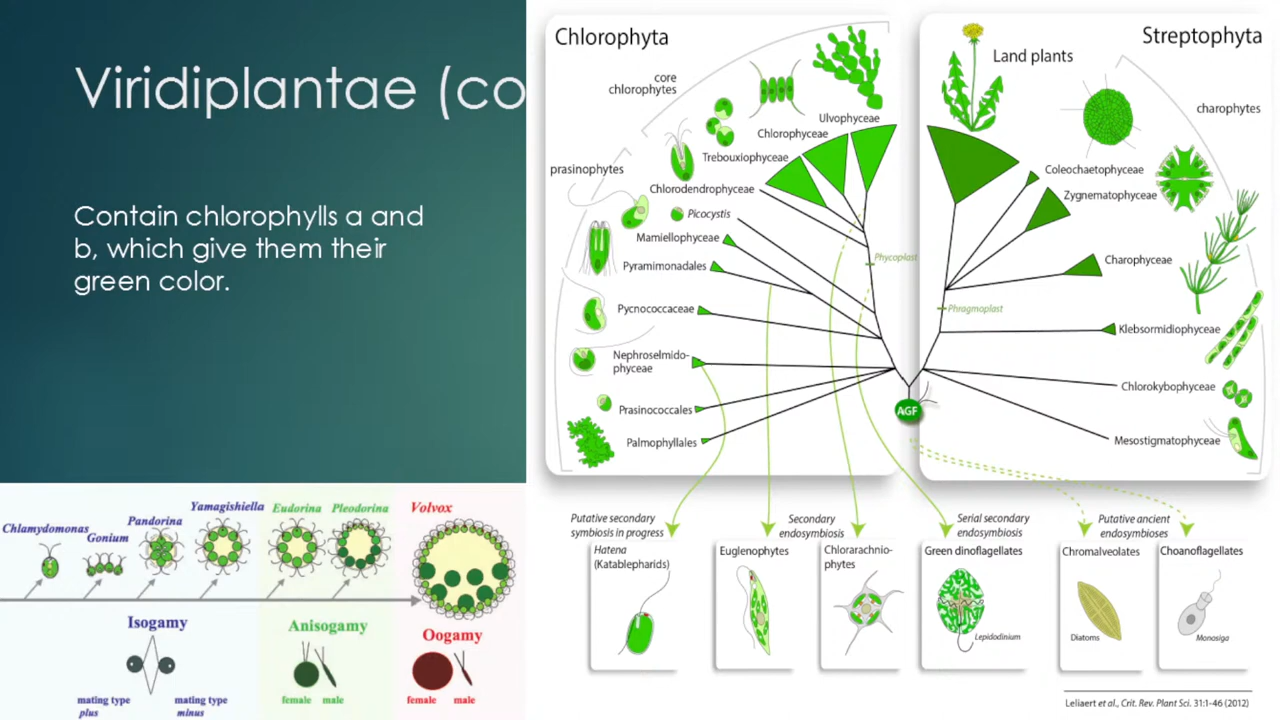 Viridiplantae (co
Contain chlorophylls a and
b, which give them their
green color.
Chlorophyta
core
chlorophytes
prasinophytes
Ulvophyceae
Chlorophyceae
Trebouxiophyceae
Chlorodendrophyceae
Picocystis
Mamiellophyceae
Pyramimonadales
Pycnococcaceae
Nephroselmido-
phyceae
Prasinococcales
Palmophyllales
Phycoplast
Streptophyta
Land plants
charophytes
Coleochaetophyceae
Zygnematophyceae
Charophyceae
Phragmoplast
Klebsormidiophyceae
Chlorokybophyceae
Mesostigmatophyceae
AGF
Putative secondary
symbiosis in progress
Secondary
endosymbiosis
Serial secondary
endosymbiosis
Putative ancient
endosymbioses
Hatena
(Katablepharids)
Euglenophytes
Chlorarachnio-
phytes
Green dinoflagellates
Lepidodinium
Chromalveolates
Diatoms
Choanoflagellates
Monosiga
Leliaert et al., Crit. Rev. Plant Sci. 31:1-46 (2012)
Chlamydomonas
Gonium
Pandorina
Yamagishiella
Eudorina
Pleodorina
Volvox
Isogamy
mating type
plus
mating type
minus
Anisogamy
female male
Oogamy
female male